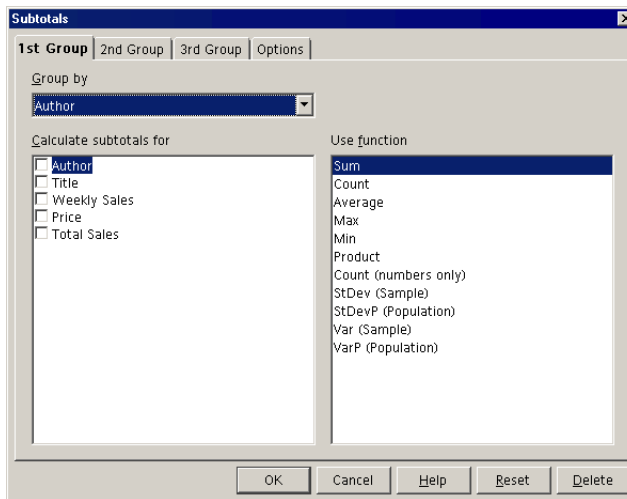 Subtotals
1st Group 2nd Group 3rd Group Options
Group by
Author
Calculate subtotals for
Author
Title
Weekly Sales
Price
Total Sales
Use function
Sum
Count
Average
Max
Min
Product
Count (numbers only)
StDev (Sample)
StDevP (Population)
Var (Sample)
VarP (Population)
OK Cancel Help Reset Delete